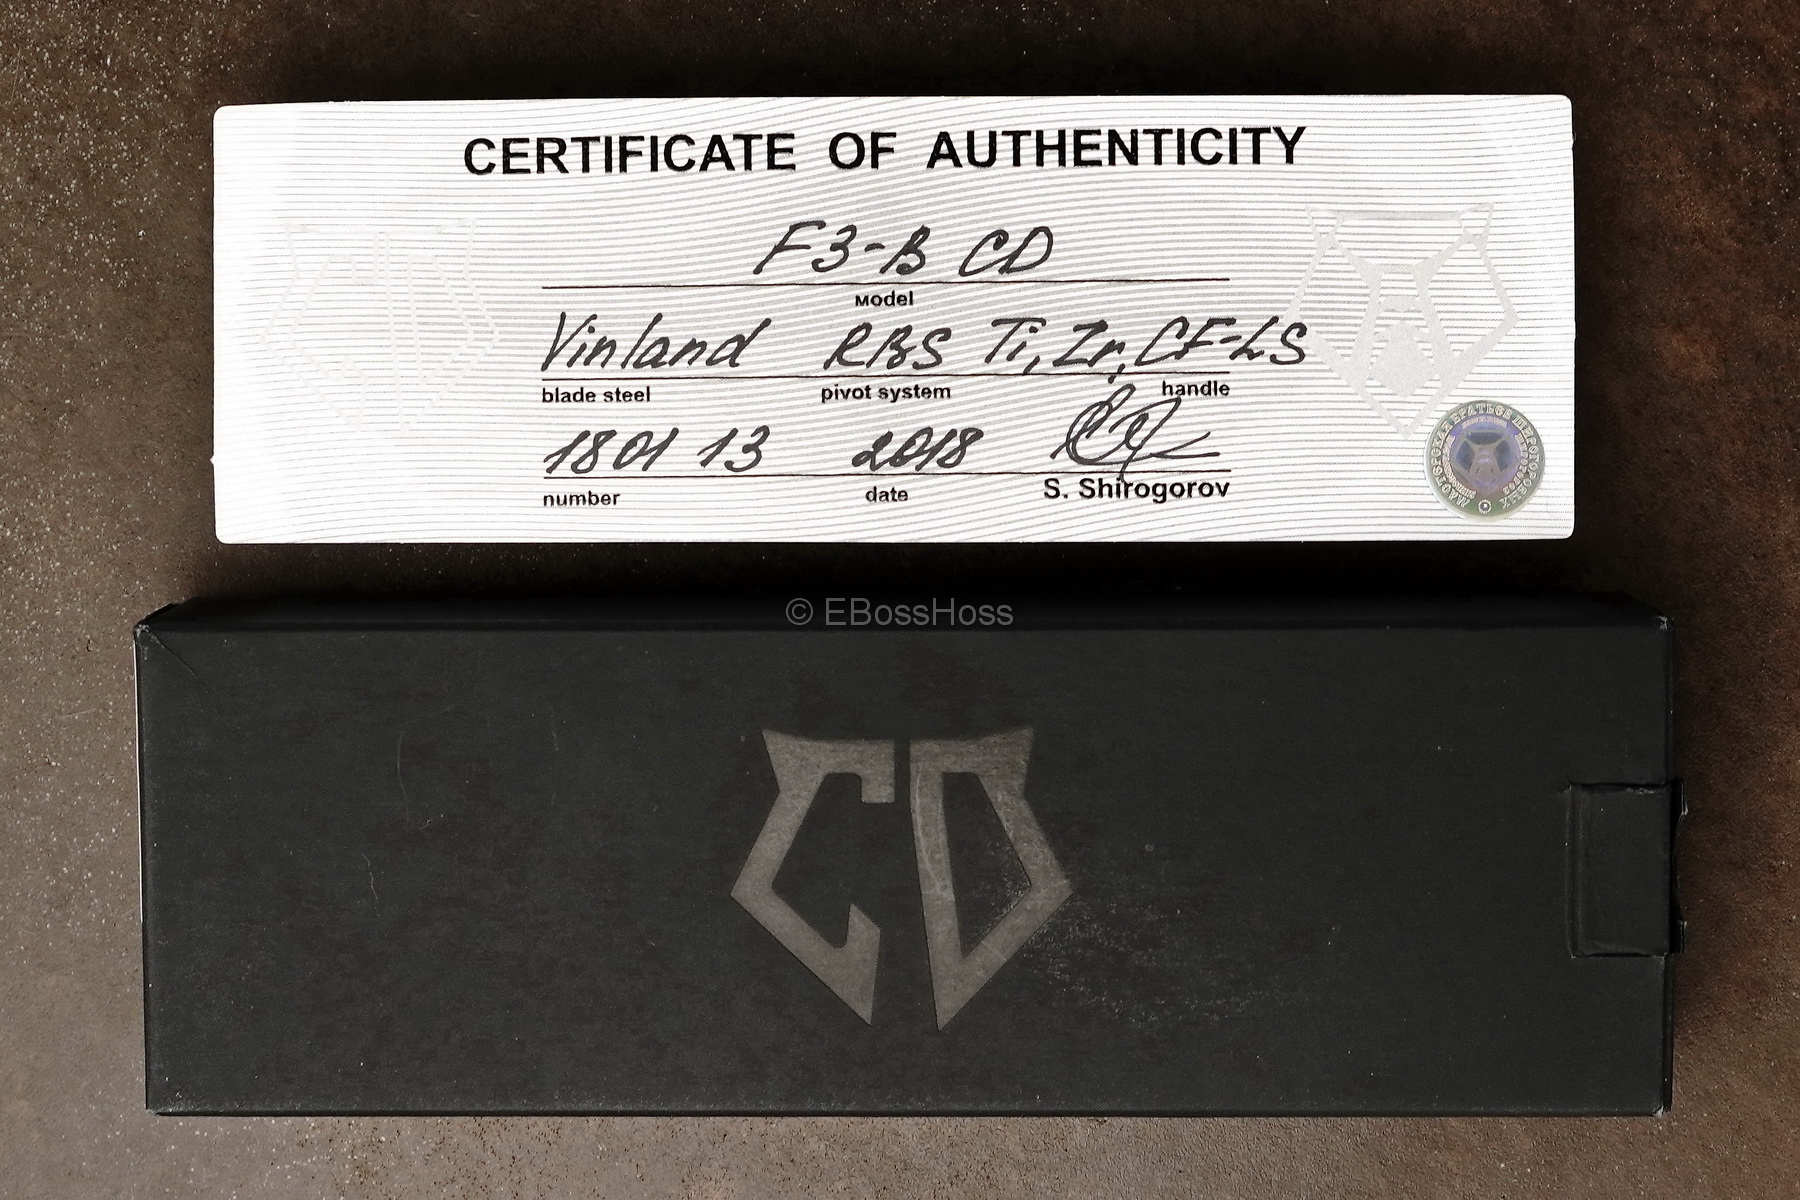 CERTIFICATE OF AUTHENTICITY
F3-B CD
Model
Vinland RBS Ti, Zr, CF-LS
blade steel pivot system handle
1801 13 2018
number date S. Shirogorov
© EBossHoss
CD